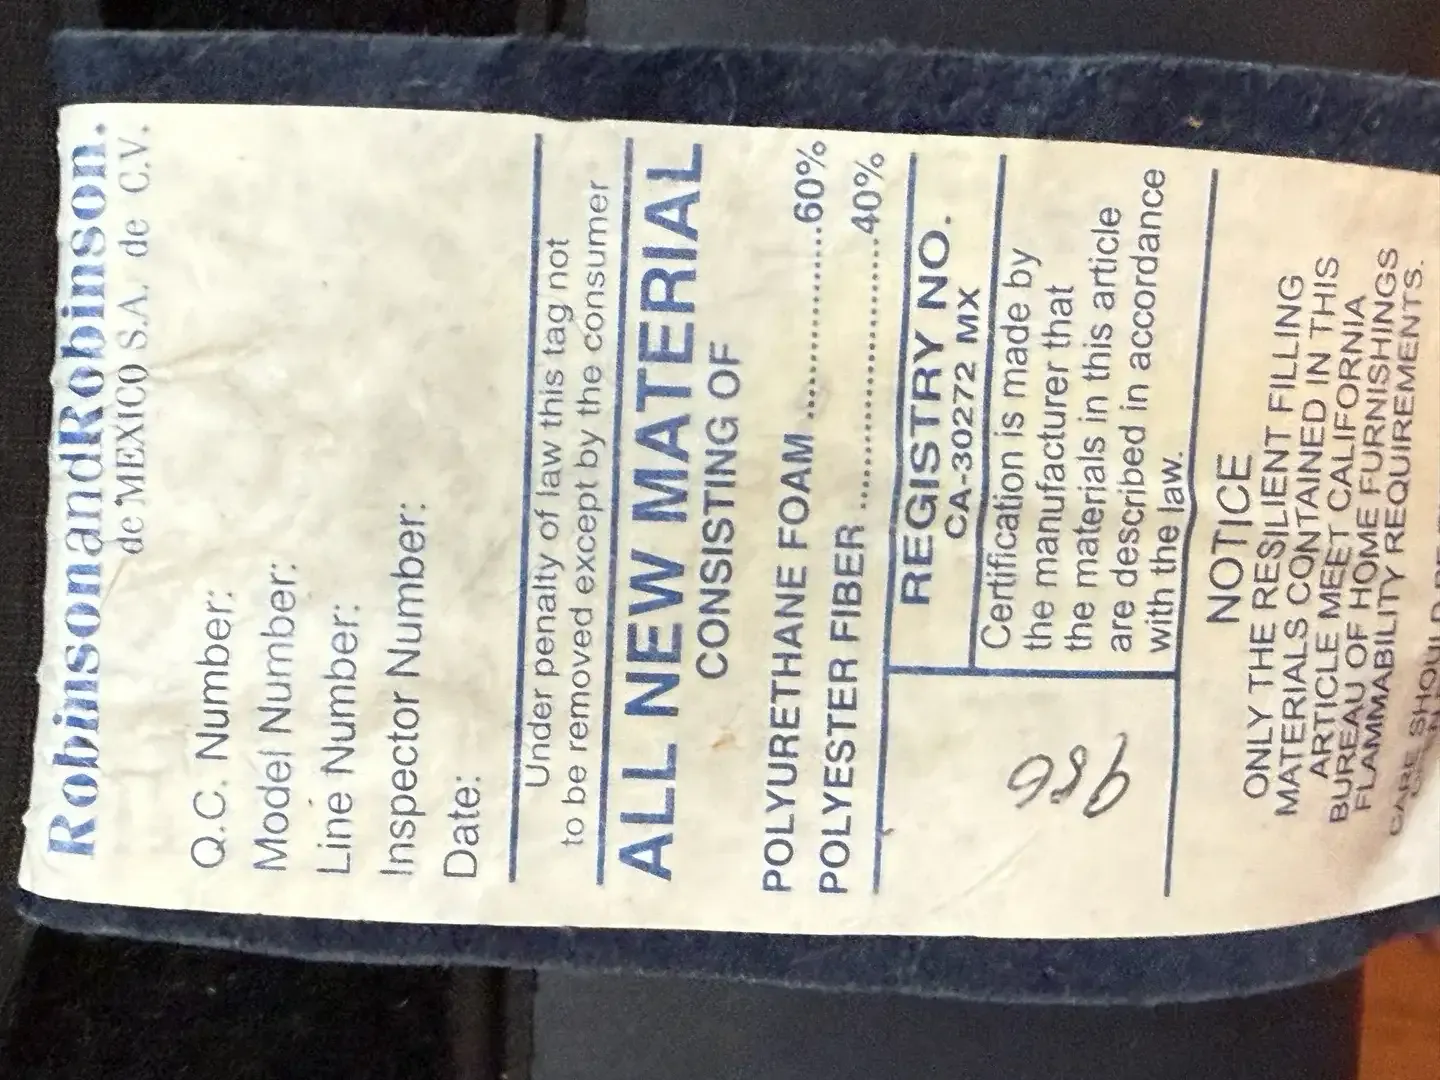 RobinsonandRobinson.
de MEXICO S.A. de C.V.
Q.C. Number:
Model Number:
Line Number:
Inspector Number:
Date:
Under penalty of law this tag not
to be removed except by the consumer
ALL NEW MATERIAL
CONSISTING OF
POLYURETHANE FOAM ..............60%
POLYESTER FIBER ......................40%
REGISTRY NO.
CA-30272 MX
Certification is made by
the manufacturer that
the materials in this article
are described in accordance
with the law.
986
NOTICE
ONLY THE RESILIENT FILLING
MATERIALS CONTAINED IN THIS
ARTICLE MEET CALIFORNIA
BUREAU OF HOME FURNISHINGS
FLAMMABILITY REQUIREMENTS.
CARE SHOULD BE